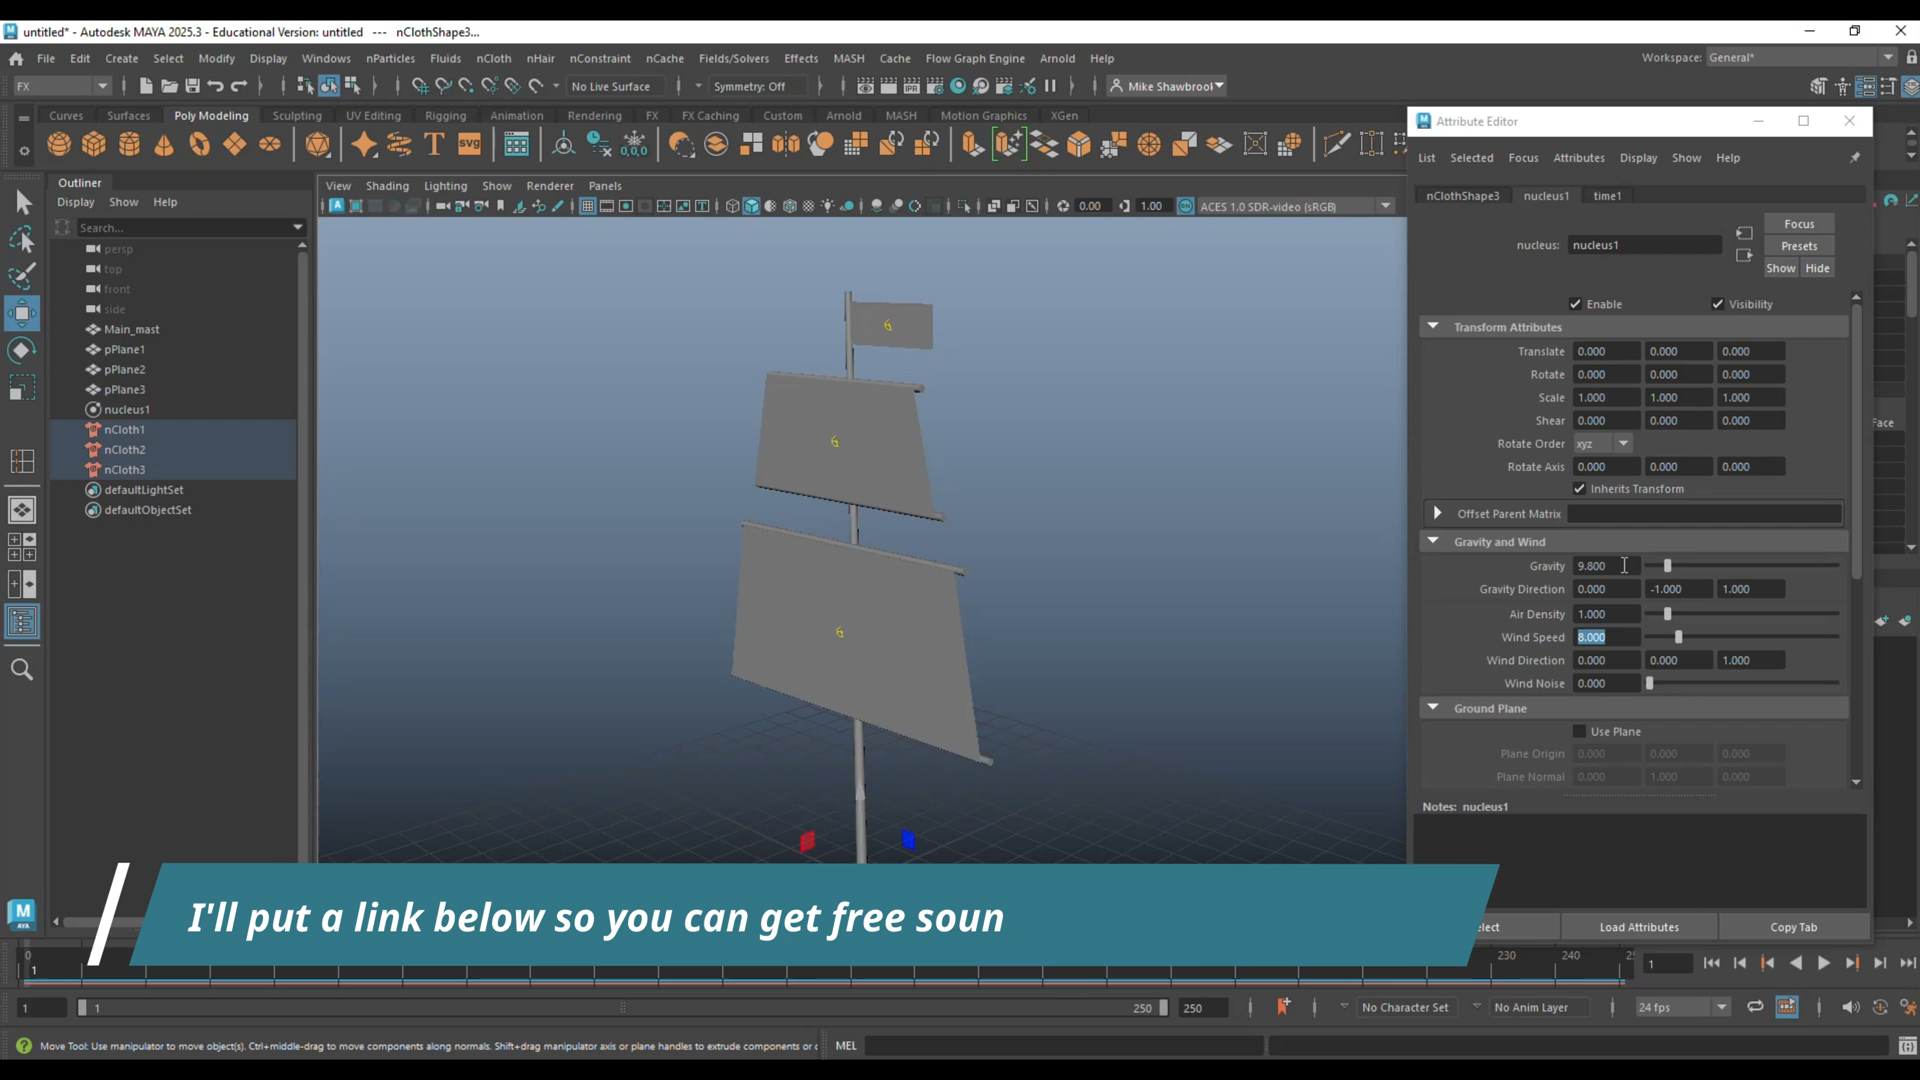 untitled* - Autodesk MAYA 2025.3 - Educational Version: untitled --- nClothShape3...
File Edit Create Select Modify Display Windows nParticles Fluids nCloth nHair nConstraint nCache Fields/Solvers Effects MASH Cache Flow Graph Engine Arnold Help
Workspace: General*
FX No Live Surface Symmetry: Off Mike Shawbrool
Curves Surfaces Poly Modeling Sculpting UV Editing Rigging Animation Rendering FX FX Caching Custom Arnold MASH Motion Graphics XGen
Outliner
Display Show Help
Search...
persp
top
front
side
Main_mast
pPlane1
pPlane2
pPlane3
nucleus1
nCloth1
nCloth2
nCloth3
defaultLightSet
defaultObjectSet
View Shading Lighting Show Renderer Panels
0.00 1.00 ACES 1.0 SDR-video (sRGB)
Attribute Editor
List Selected Focus Attributes Display Show Help
nClothShape3 nucleus1 time1
nucleus: nucleus1
Focus
Presets
Show Hide
Enable Visibility
Transform Attributes
Translate 0.000 0.000 0.000
Rotate 0.000 0.000 0.000
Scale 1.000 1.000 1.000
Shear 0.000 0.000 0.000
Rotate Order xyz
Rotate Axis 0.000 0.000 0.000
Inherits Transform
Offset Parent Matrix
Gravity and Wind
Gravity 9.800
Gravity Direction 0.000 -1.000 1.000
Air Density 1.000
Wind Speed 8.000
Wind Direction 0.000 0.000 1.000
Wind Noise 0.000
Ground Plane
Use Plane
Plane Origin 0.000 0.000 0.000
Plane Normal 0.000 1.000 0.000
Notes: nucleus1
Load Attributes Copy Tab
Face
I'll put a link below so you can get free soun
0 230 240
1 1
1 1 250 250 No Character Set No Anim Layer 24 fps
Move Tool: Use manipulator to move object(s). Ctrl+middle-drag to move components along normals. Shift+drag manipulator axis or plane handles to extrude components or c
MEL